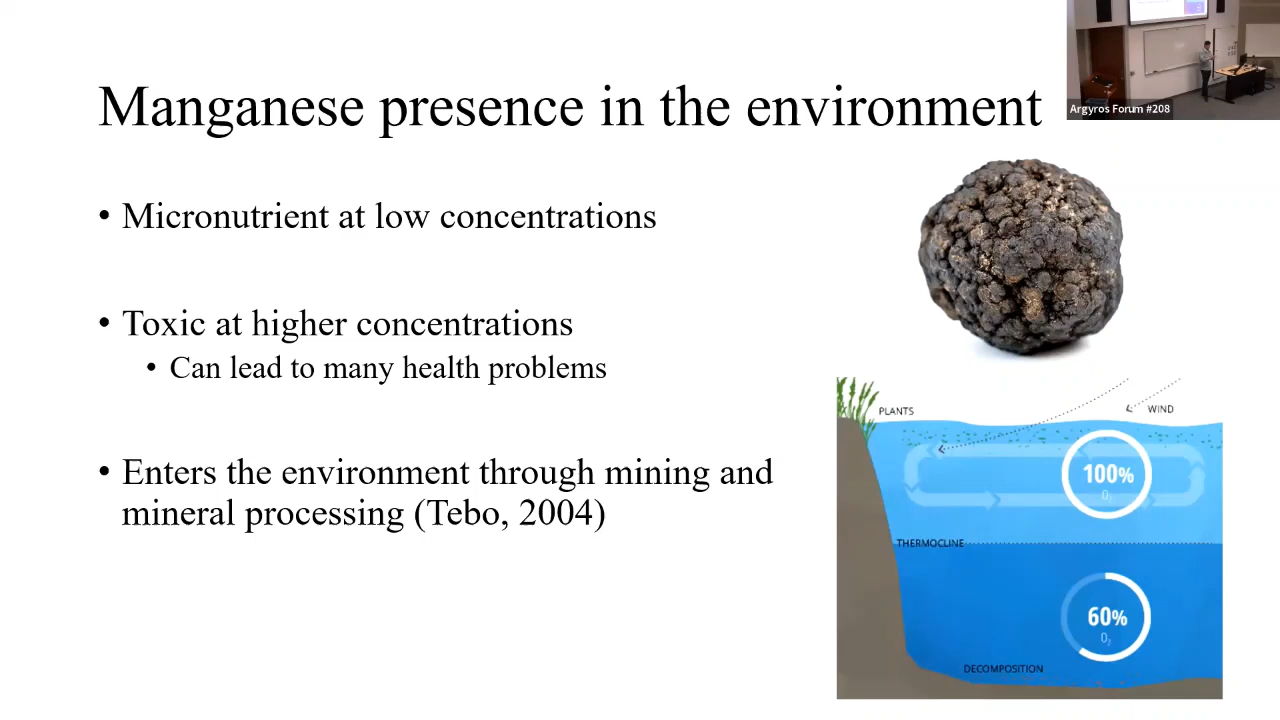 Manganese presence in the environment
Argyros Forum #208
• Micronutrient at low concentrations
• Toxic at higher concentrations
• Can lead to many health problems
• Enters the environment through mining and
mineral processing (Tebo, 2004)
PLANTS
WIND
100%
O₂
THERMOCLINE
60%
O₂
DECOMPOSITION